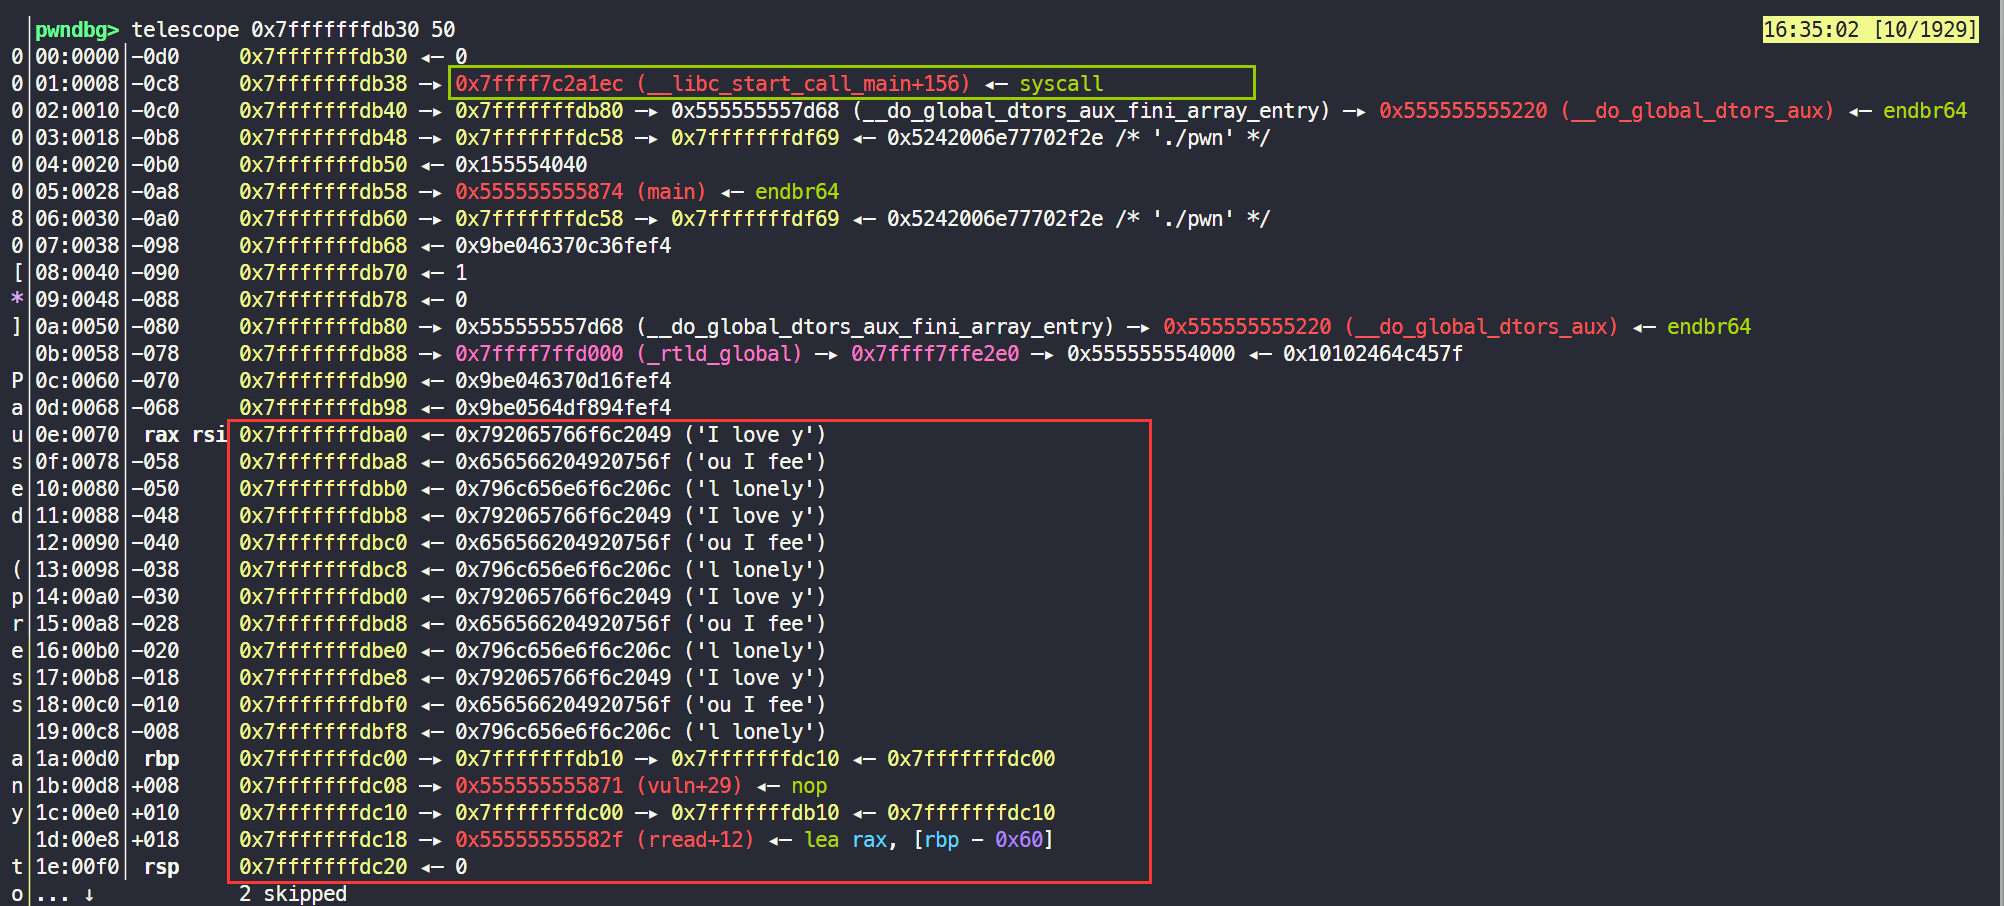 pwndbg> telescope 0x7fffffffdb30 50 16:35:02 [10/1929]
0 00:0000│-0d0 0x7fffffffdb30 ◂— 0
0 01:0008│-0c8 0x7fffffffdb38 —▸ 0x7ffff7c2a1ec (__libc_start_call_main+156) ◂— syscall
0 02:0010│-0c0 0x7fffffffdb40 —▸ 0x7fffffffdb80 —▸ 0x555555557d68 (__do_global_dtors_aux_fini_array_entry) —▸ 0x555555555220 (__do_global_dtors_aux) ◂— endbr64
0 03:0018│-0b8 0x7fffffffdb48 —▸ 0x7fffffffdc58 —▸ 0x7fffffffdf69 ◂— 0x5242006e77702f2e /* './pwn' */
0 04:0020│-0b0 0x7fffffffdb50 ◂— 0x155554040
0 05:0028│-0a8 0x7fffffffdb58 —▸ 0x555555555874 (main) ◂— endbr64
8 06:0030│-0a0 0x7fffffffdb60 —▸ 0x7fffffffdc58 —▸ 0x7fffffffdf69 ◂— 0x5242006e77702f2e /* './pwn' */
0 07:0038│-098 0x7fffffffdb68 ◂— 0x9be046370c36fef4
[ 08:0040│-090 0x7fffffffdb70 ◂— 1
* 09:0048│-088 0x7fffffffdb78 ◂— 0
] 0a:0050│-080 0x7fffffffdb80 —▸ 0x555555557d68 (__do_global_dtors_aux_fini_array_entry) —▸ 0x555555555220 (__do_global_dtors_aux) ◂— endbr64
0b:0058│-078 0x7fffffffdb88 —▸ 0x7ffff7ffd000 (_rtld_global) —▸ 0x7ffff7ffe2e0 —▸ 0x555555554000 ◂— 0x10102464c457f
P 0c:0060│-070 0x7fffffffdb90 ◂— 0x9be046370d16fef4
a 0d:0068│-068 0x7fffffffdb98 ◂— 0x9be0564df894fef4
u 0e:0070│ rax rsi 0x7fffffffdba0 ◂— 0x792065766f6c2049 ('I love y')
s 0f:0078│-058 0x7fffffffdba8 ◂— 0x656566204920756f ('ou I fee')
e 10:0080│-050 0x7fffffffdbb0 ◂— 0x796c656e6f6c206c ('l lonely')
d 11:0088│-048 0x7fffffffdbb8 ◂— 0x792065766f6c2049 ('I love y')
12:0090│-040 0x7fffffffdbc0 ◂— 0x656566204920756f ('ou I fee')
( 13:0098│-038 0x7fffffffdbc8 ◂— 0x796c656e6f6c206c ('l lonely')
p 14:00a0│-030 0x7fffffffdbd0 ◂— 0x792065766f6c2049 ('I love y')
r 15:00a8│-028 0x7fffffffdbd8 ◂— 0x656566204920756f ('ou I fee')
e 16:00b0│-020 0x7fffffffdbe0 ◂— 0x796c656e6f6c206c ('l lonely')
s 17:00b8│-018 0x7fffffffdbe8 ◂— 0x792065766f6c2049 ('I love y')
s 18:00c0│-010 0x7fffffffdbf0 ◂— 0x656566204920756f ('ou I fee')
19:00c8│-008 0x7fffffffdbf8 ◂— 0x796c656e6f6c206c ('l lonely')
a 1a:00d0│ rbp 0x7fffffffdc00 —▸ 0x7fffffffdb10 —▸ 0x7fffffffdc10 ◂— 0x7fffffffdc00
n 1b:00d8│+008 0x7fffffffdc08 —▸ 0x555555555871 (vuln+29) ◂— nop
y 1c:00e0│+010 0x7fffffffdc10 —▸ 0x7fffffffdc00 —▸ 0x7fffffffdb10 ◂— 0x7fffffffdc10
1d:00e8│+018 0x7fffffffdc18 —▸ 0x55555555582f (rread+12) ◂— lea rax, [rbp - 0x60]
t 1e:00f0│ rsp 0x7fffffffdc20 ◂— 0
o ... ↓ 2 skipped